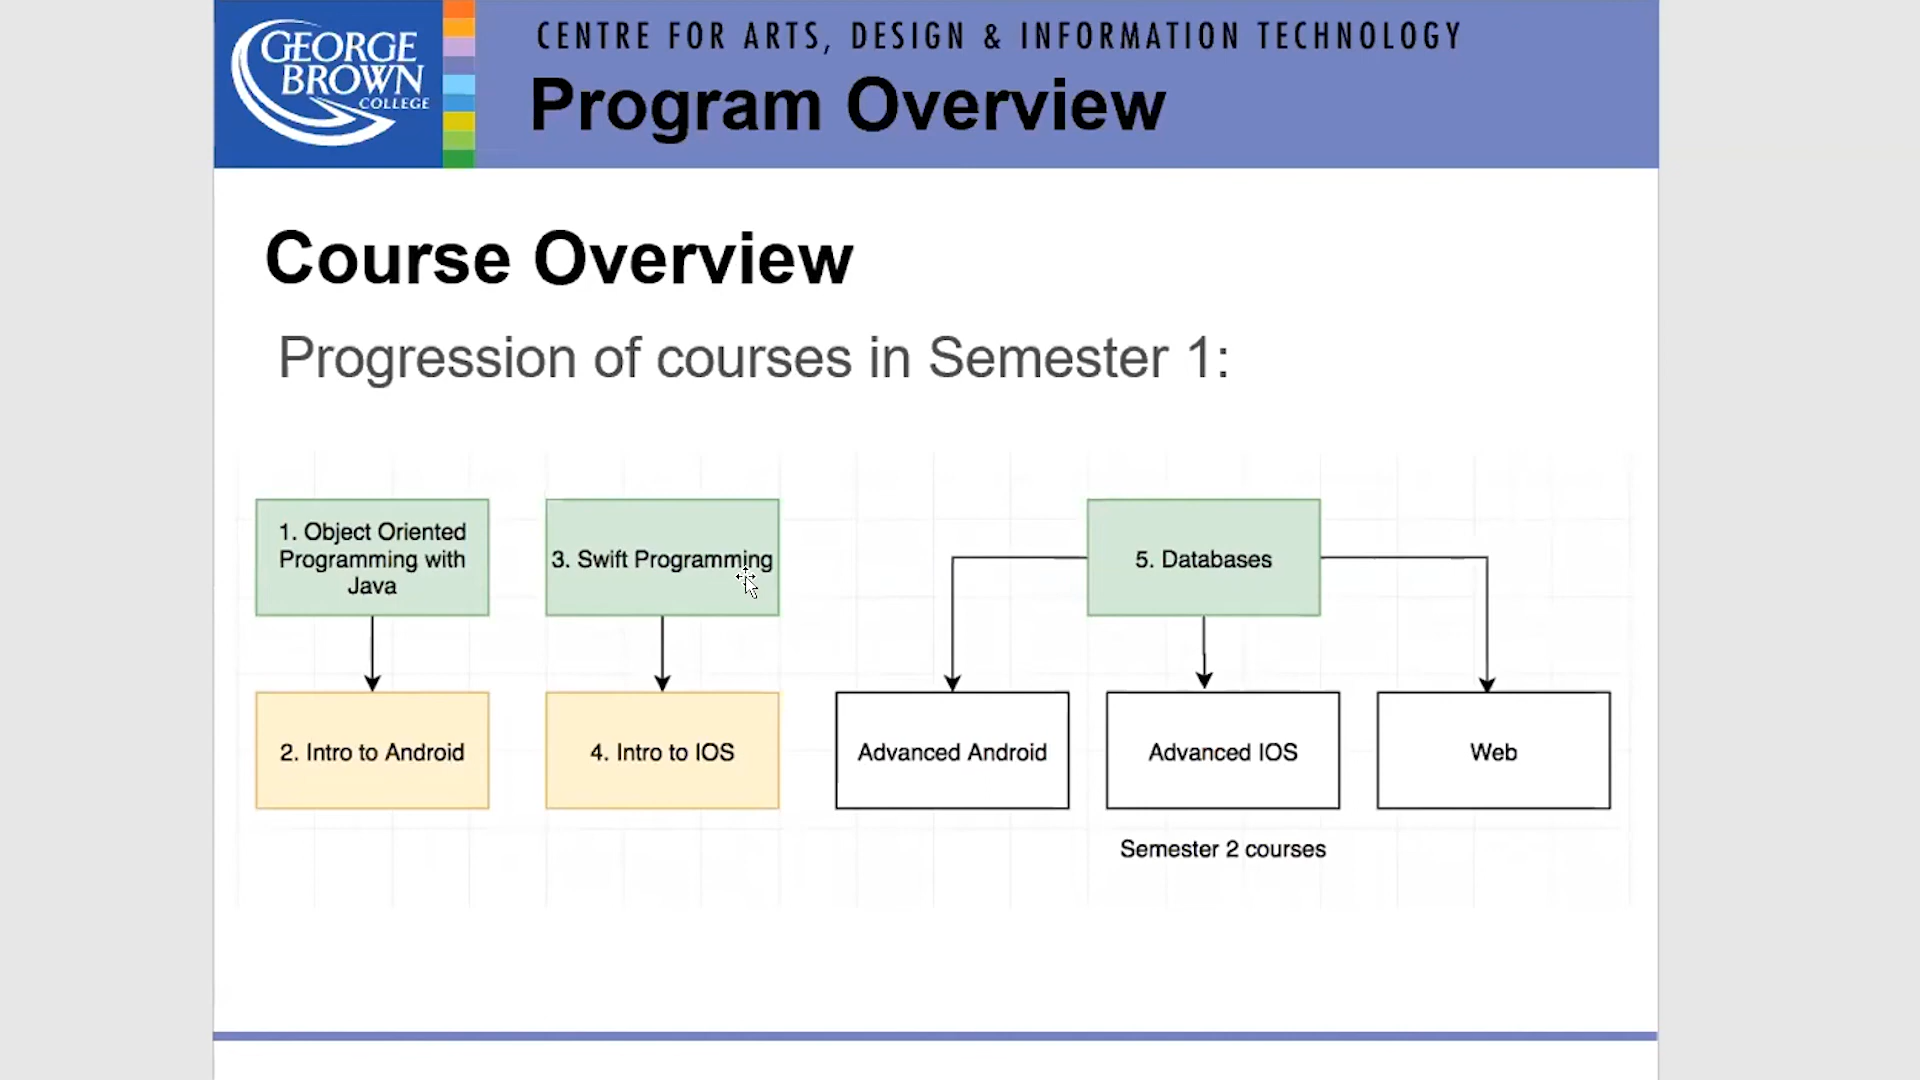 GEORGE
BROWN
COLLEGE
CENTRE FOR ARTS, DESIGN & INFORMATION TECHNOLOGY
Program Overview
Course Overview
Progression of courses in Semester 1:
1. Object Oriented
Programming with
Java
3. Swift Programming
5. Databases
2. Intro to Android
4. Intro to IOS
Advanced Android
Advanced IOS
Web
Semester 2 courses